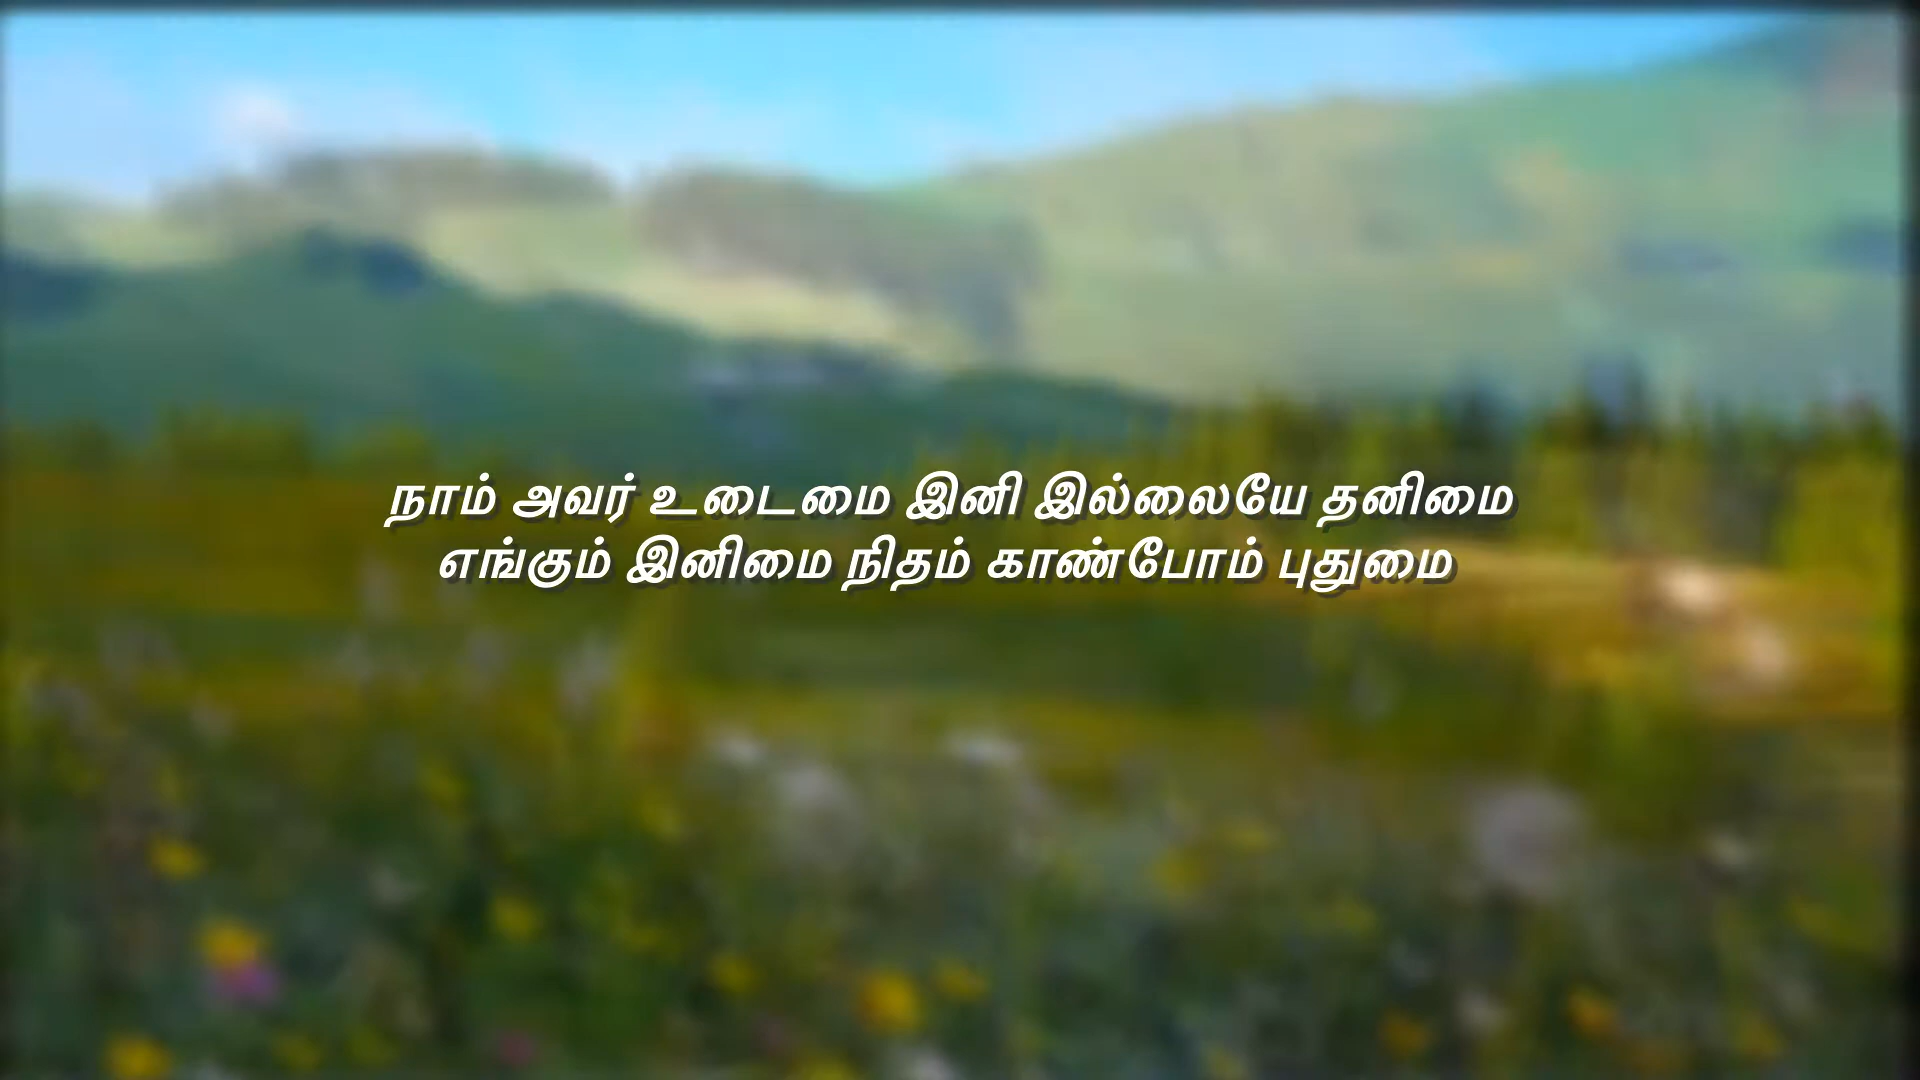 நாம் அவர் உடைமை இனி இல்லையே தனிமை
எங்கும் இனிமை நிதம் காண்போம் புதுமை